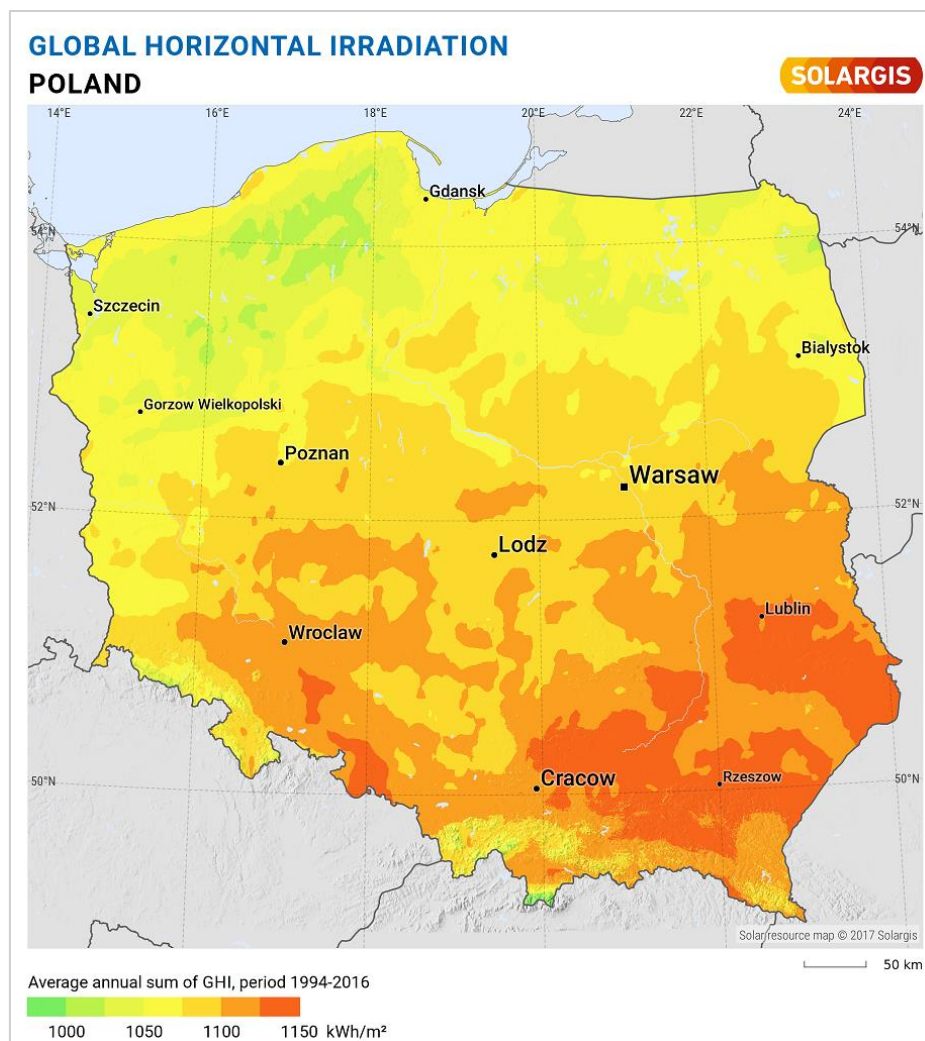 GLOBAL HORIZONTAL IRRADIATION
POLAND
SOLARGIS
14°E 16°E 18°E 20°E 22°E 24°E
Gdansk
54°N 54°N
Szczecin
Bialystok
Gorzow Wielkopolski
Poznan
Warsaw
52°N 52°N
Lodz
Lublin
Wroclaw
50°N 50°N
Cracow
Rzeszow
Solar resource map © 2017 Solargis
50 km
Average annual sum of GHI, period 1994-2016
1000 1050 1100 1150 kWh/m²